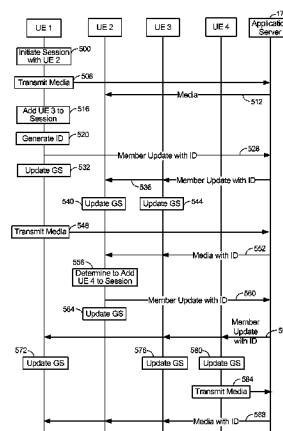 UE 1
UE 2
UE 3
UE 4
Application
Server
Initiate Session
with UE 2
500
Transmit Media
508
Media
512
Add UE 3 to
Session
516
Generate ID
520
528
Member Update with ID
Update GS
532
536
Member Update with ID
540
Update GS
Update GS
544
Transmit Media
548
552
Media with ID
556
Determine to Add
UE 4 to Session
Member Update with ID
560
564
Update GS
Member
Update
with ID
572
Update GS
576
Update GS
580
Update GS
584
Transmit Media
Media with ID
588